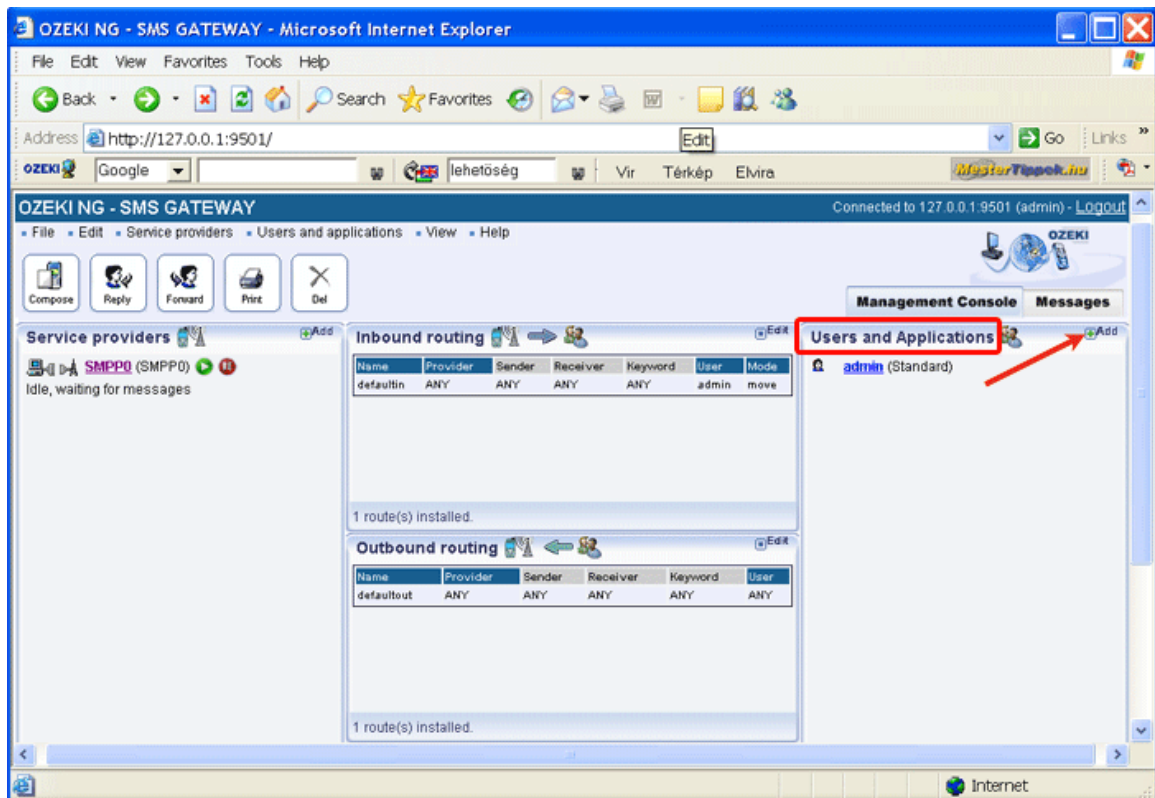 OZEKI NG - SMS GATEWAY - Microsoft Internet Explorer
File Edit View Favorites Tools Help
Back Search Favorites
Address http://127.0.0.1:9501/ Edit Go Links »
OZEKI Google lehetöség Vir Térkép Elvira MesterTippek.hu
OZEKI NG - SMS GATEWAY Connected to 127.0.0.1:9501 (admin) - Logout
File Edit Service providers Users and applications View Help
OZEKI
Compose Reply Forward Print Del
Management Console Messages
Service providers Add
SMPP0 (SMPP0)
Idle, waiting for messages
Inbound routing Edit
Name Provider Sender Receiver Keyword User Mode
defaultin ANY ANY ANY ANY admin move
1 route(s) installed.
Outbound routing Edit
Name Provider Sender Receiver Keyword User
defaultout ANY ANY ANY ANY ANY
1 route(s) installed.
Users and Applications Add
admin (Standard)
Internet